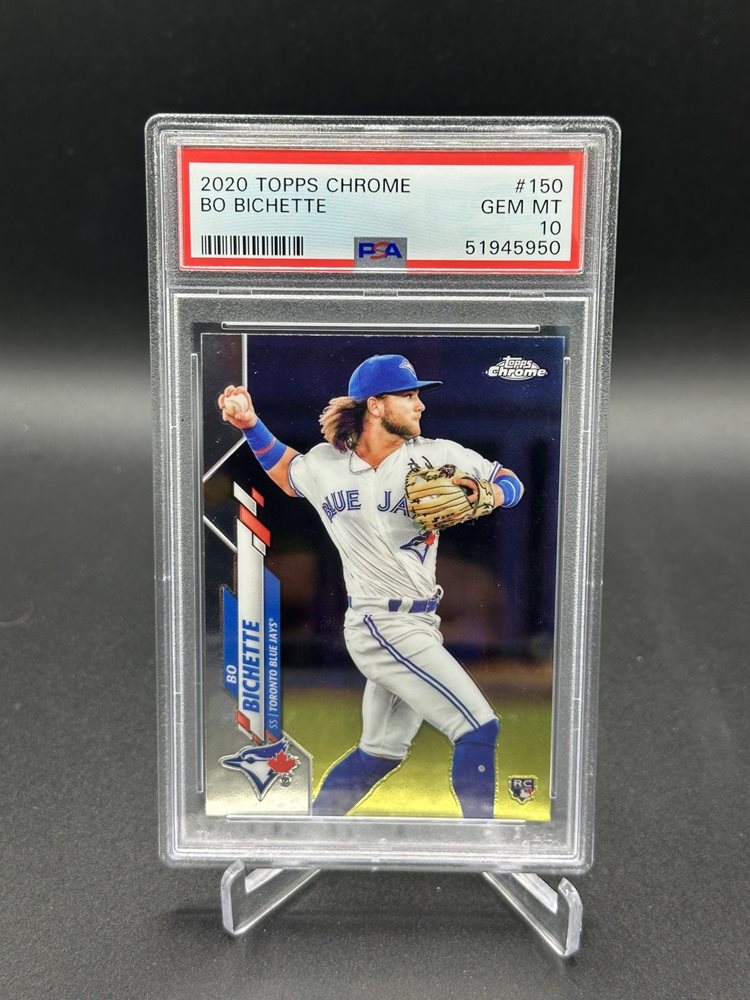 2020 TOPPS CHROME #150
BO BICHETTE GEM MT
10
51945950
PSA
Topps
Chrome
BLUE JA
BO
BICHETTE
SS | TORONTO BLUE JAYS®
RC